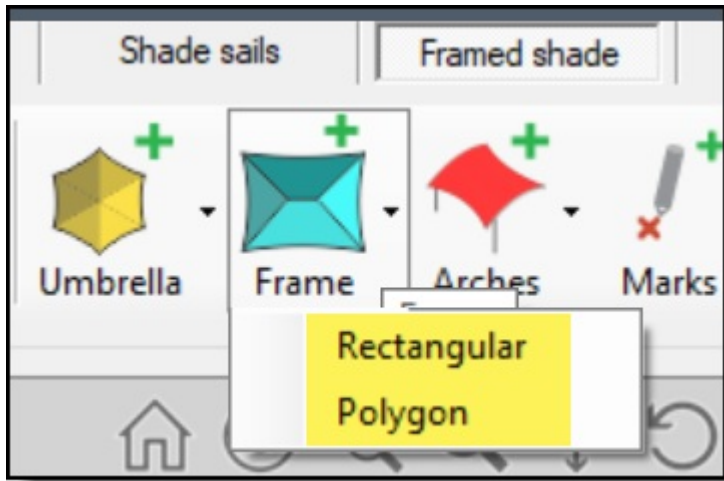 Shade sails
Framed shade
Umbrella
Frame
Arches
Marks
Rectangular
Polygon